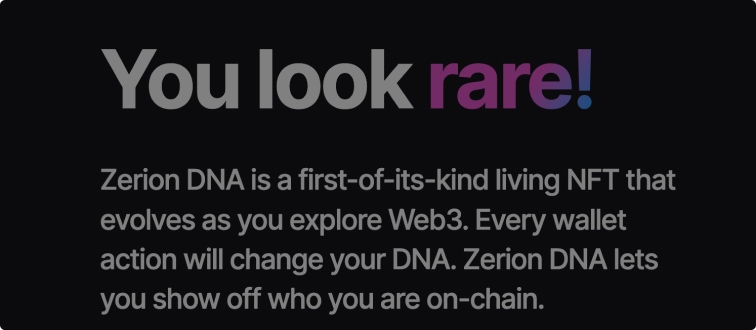 You look rare!
Zerion DNA is a first-of-its-kind living NFT that
evolves as you explore Web3. Every wallet
action will change your DNA. Zerion DNA lets
you show off who you are on-chain.